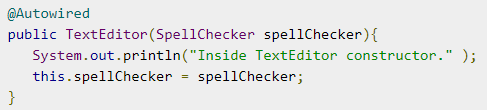 @Autowired
public TextEditor(SpellChecker spellChecker){
   System.out.println("Inside TextEditor constructor." );
   this.spellChecker = spellChecker;
}